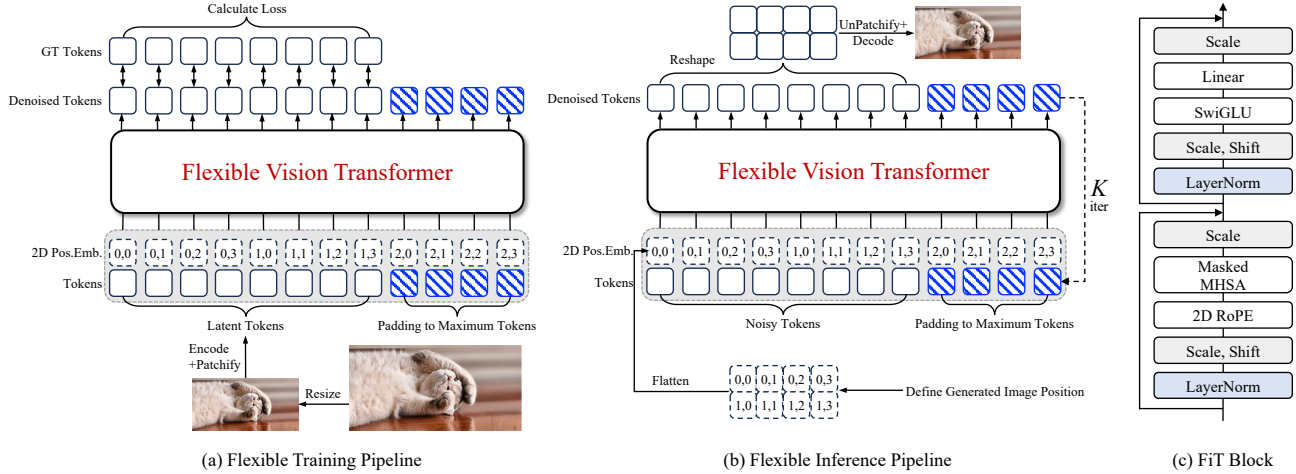 Calculate Loss
GT Tokens
Denoised Tokens
Flexible Vision Transformer
2D Pos.Emb.
0,0 0,1 0,2 0,3 1,0 1,1 1,2 1,3 2,0 2,1 2,2 2,3
Tokens
Latent Tokens
Padding to Maximum Tokens
Encode
+Patchify
Resize
(a) Flexible Training Pipeline
UnPatchify+
Decode
Reshape
Denoised Tokens
Flexible Vision Transformer
K
iter
2D Pos.Emb.
0,0 0,1 0,2 0,3 1,0 1,1 1,2 1,3 2,0 2,1 2,2 2,3
Tokens
Noisy Tokens
Padding to Maximum Tokens
Flatten
0,0 0,1 0,2 0,3
1,0 1,1 1,2 1,3
Define Generated Image Position
(b) Flexible Inference Pipeline
Scale
Linear
SwiGLU
Scale, Shift
LayerNorm
Scale
Masked
MHSA
2D RoPE
Scale, Shift
LayerNorm
(c) FiT Block